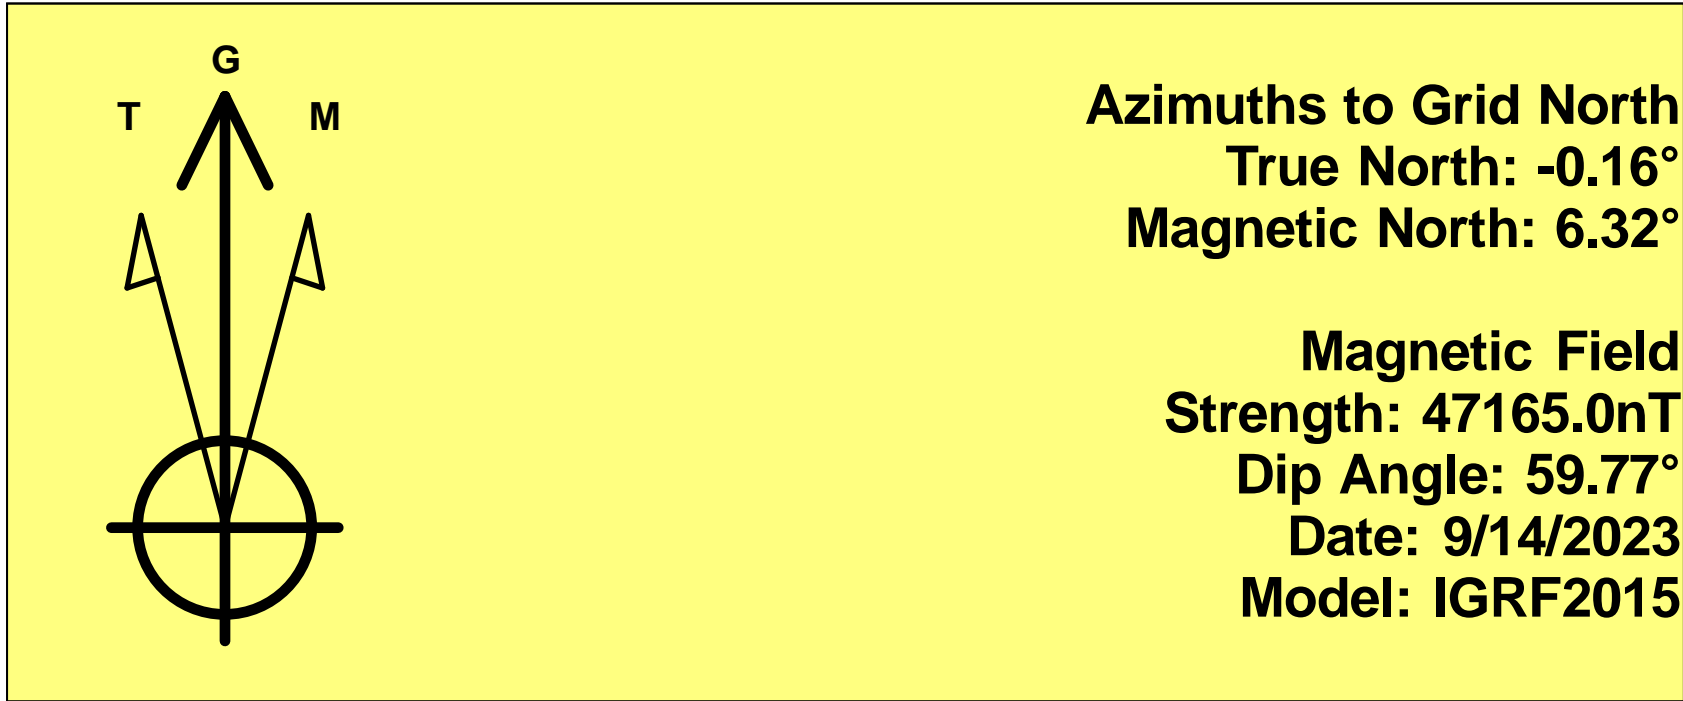 G
T
M
Azimuths to Grid North
True North: -0.16°
Magnetic North: 6.32°
Magnetic Field
Strength: 47165.0nT
Dip Angle: 59.77°
Date: 9/14/2023
Model: IGRF2015